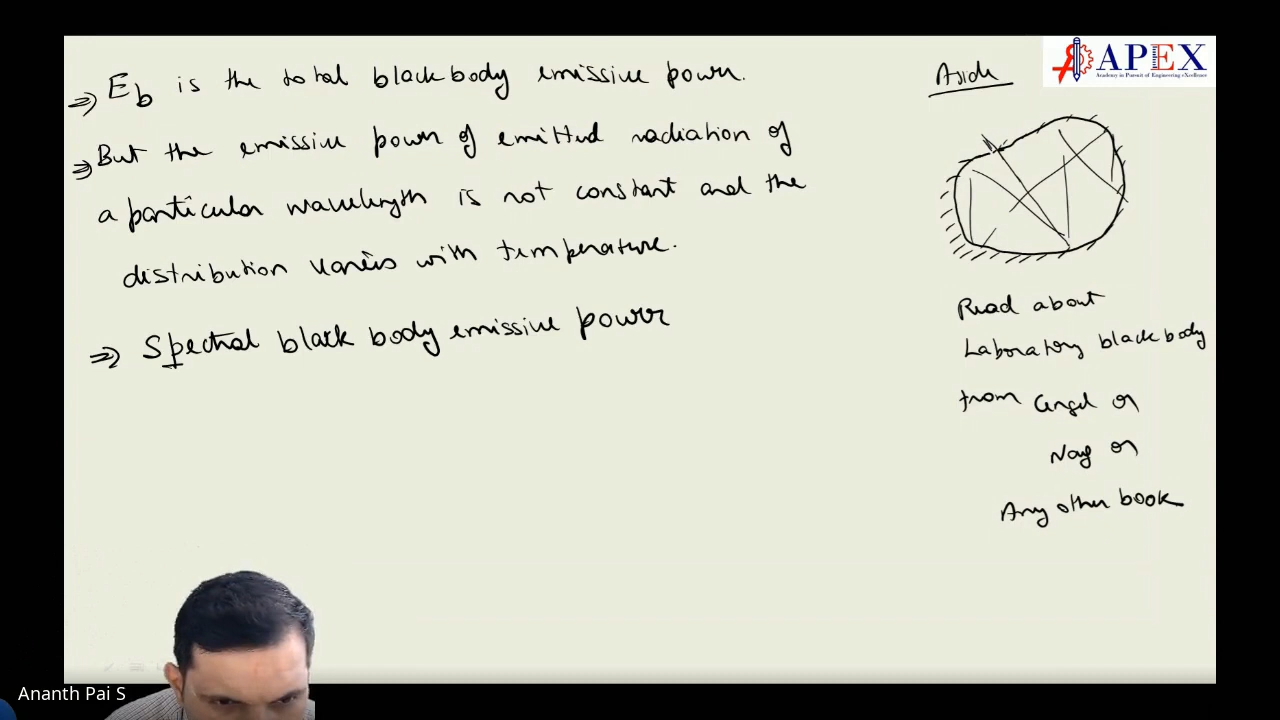 ⇒ Eb is the total blackbody emissive power.
⇒ But the emissive power of emitted radiation of
a particular wavelength is not constant and the
distribution varies with temperature.
⇒ Spectral black body emissive power
Aside
Read about
Laboratory blackbody
from Cengel or
Nag or
Any other book
APEX
Academy in Pursuit of Engineering eXcellence
Ananth Pai S